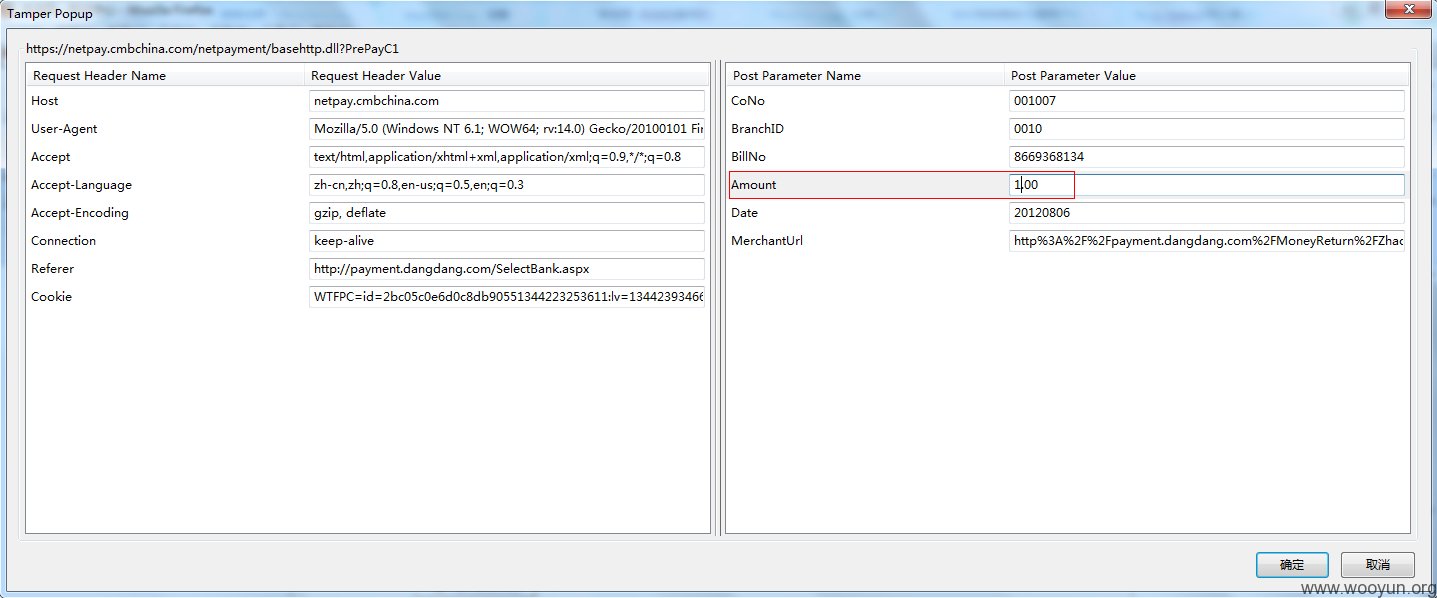 Tamper Popup
https://netpay.cmbchina.com/netpayment/basehttp.dll?PrePayC1
Request Header Name Request Header Value
Host netpay.cmbchina.com
User-Agent Mozilla/5.0 (Windows NT 6.1; WOW64; rv:14.0) Gecko/20100101 Fir
Accept text/html,application/xhtml+xml,application/xml;q=0.9,*/*;q=0.8
Accept-Language zh-cn,zh;q=0.8,en-us;q=0.5,en;q=0.3
Accept-Encoding gzip, deflate
Connection keep-alive
Referer http://payment.dangdang.com/SelectBank.aspx
Cookie WTFPC=id=2bc05c0e6d0c8db90551344223253611:lv=13442393466
Post Parameter Name Post Parameter Value
CoNo 001007
BranchID 0010
BillNo 8669368134
Amount 1.00
Date 20120806
MerchantUrl http%3A%2F%2Fpayment.dangdang.com%2FMoneyReturn%2FZhac
确定 取消
www.wooyun.org